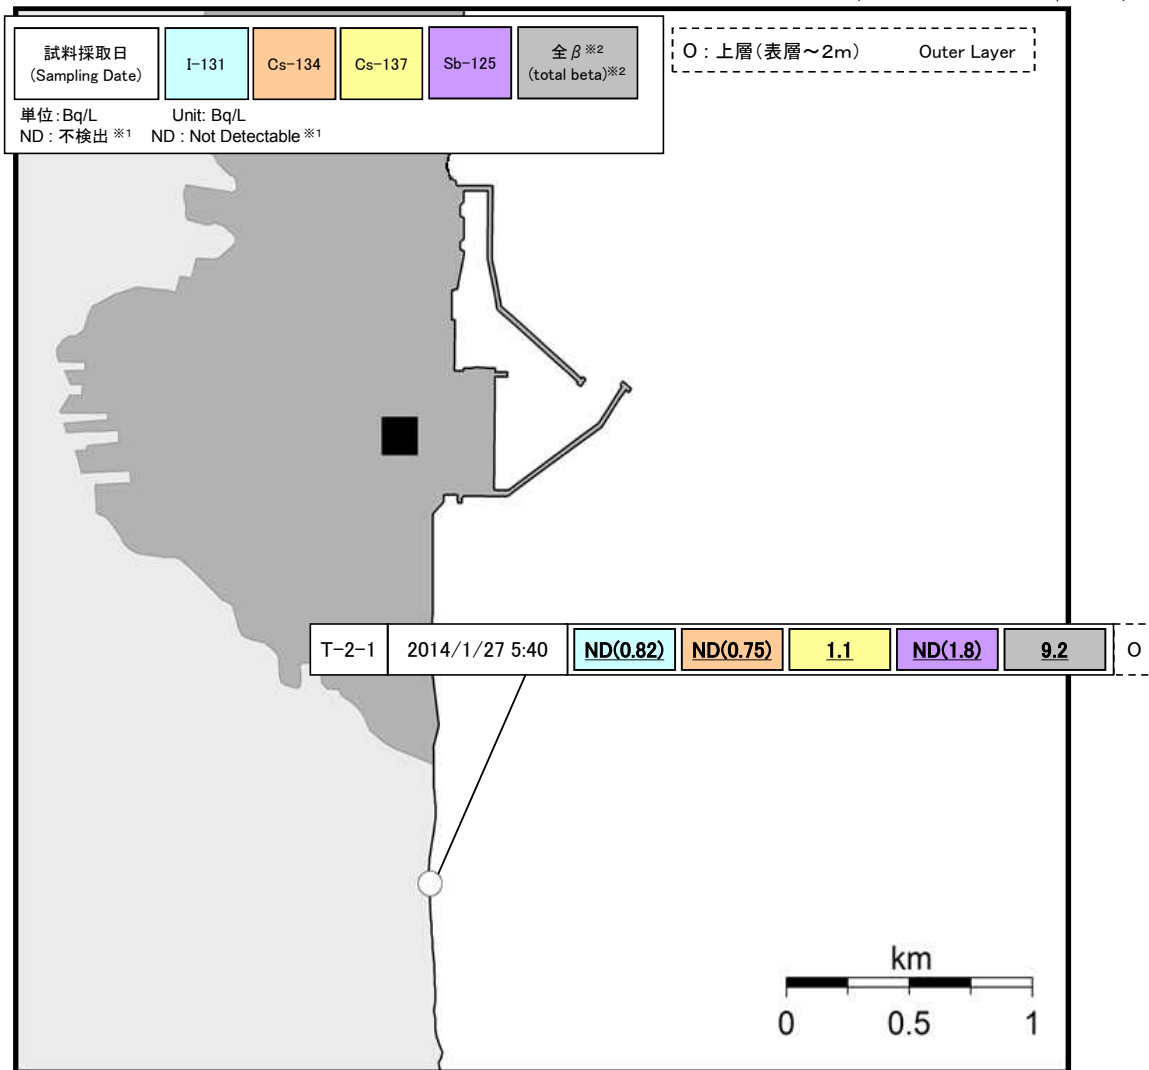 試料採取日
(Sampling Date)
I-131
Cs-134
Cs-137
Sb-125
全β※2
(total beta)※2
単位:Bq/L Unit: Bq/L
ND : 不検出 ※1 ND : Not Detectable ※1
O : 上層(表層～2m) Outer Layer
T-2-1 2014/1/27 5:40 ND(0.82) ND(0.75) 1.1 ND(1.8) 9.2 O
km
0 0.5 1